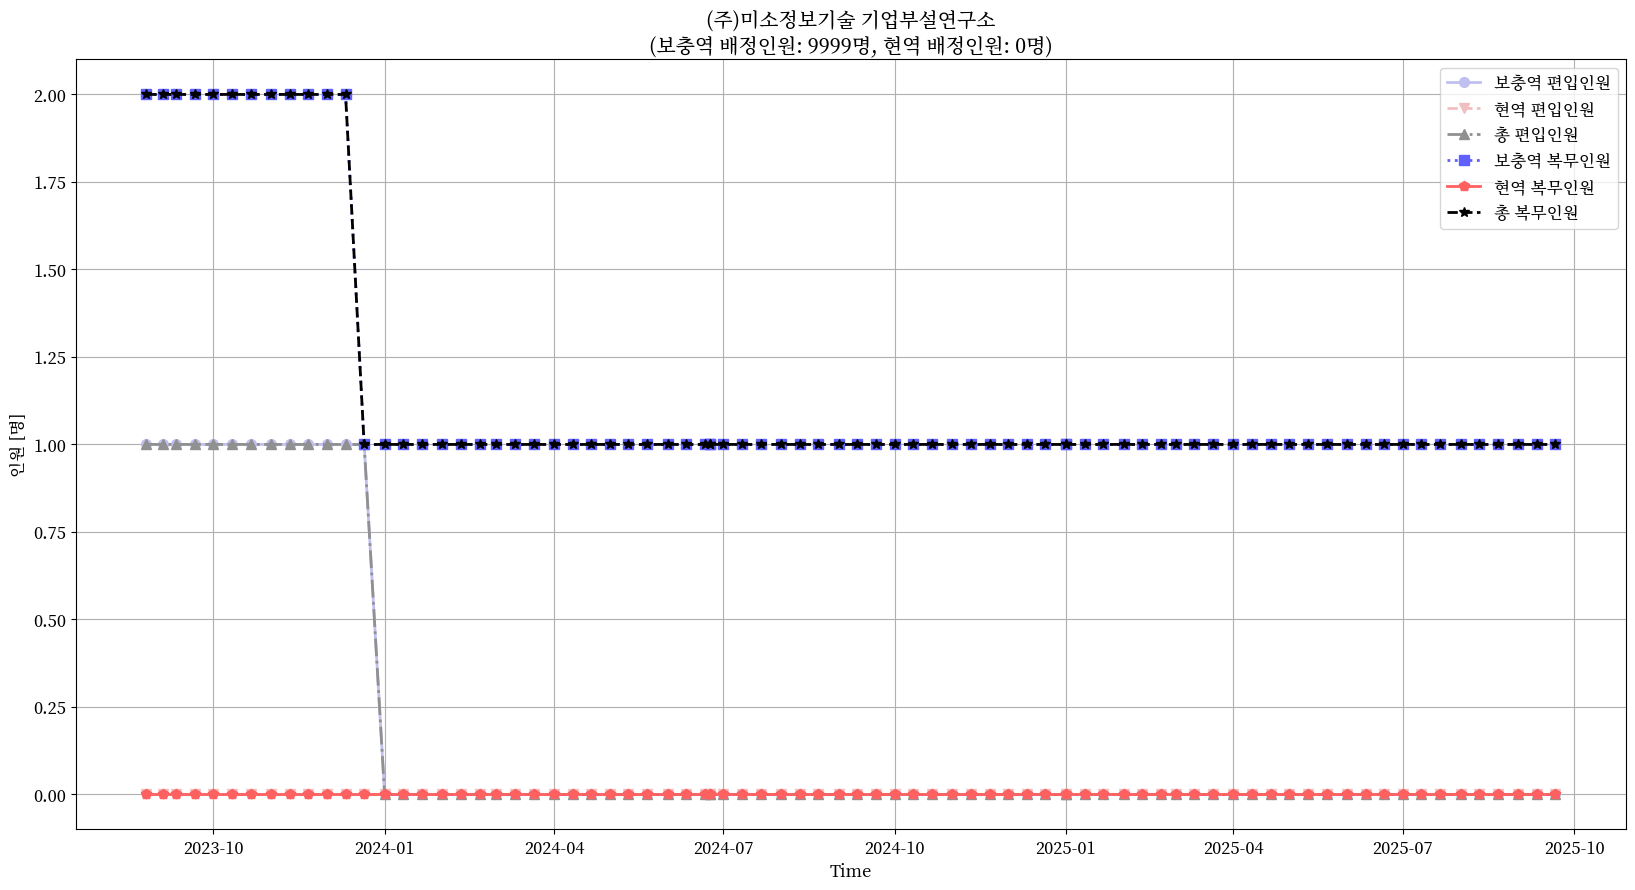 (주)미소정보기술 기업부설연구소
(보충역 배정인원: 9999명, 현역 배정인원: 0명)
보충역 편입인원
현역 편입인원
총 편입인원
보충역 복무인원
현역 복무인원
총 복무인원
인원 [명]
2.00
1.75
1.50
1.25
1.00
0.75
0.50
0.25
0.00
2023-10
2024-01
2024-04
2024-07
2024-10
2025-01
2025-04
2025-07
2025-10
Time